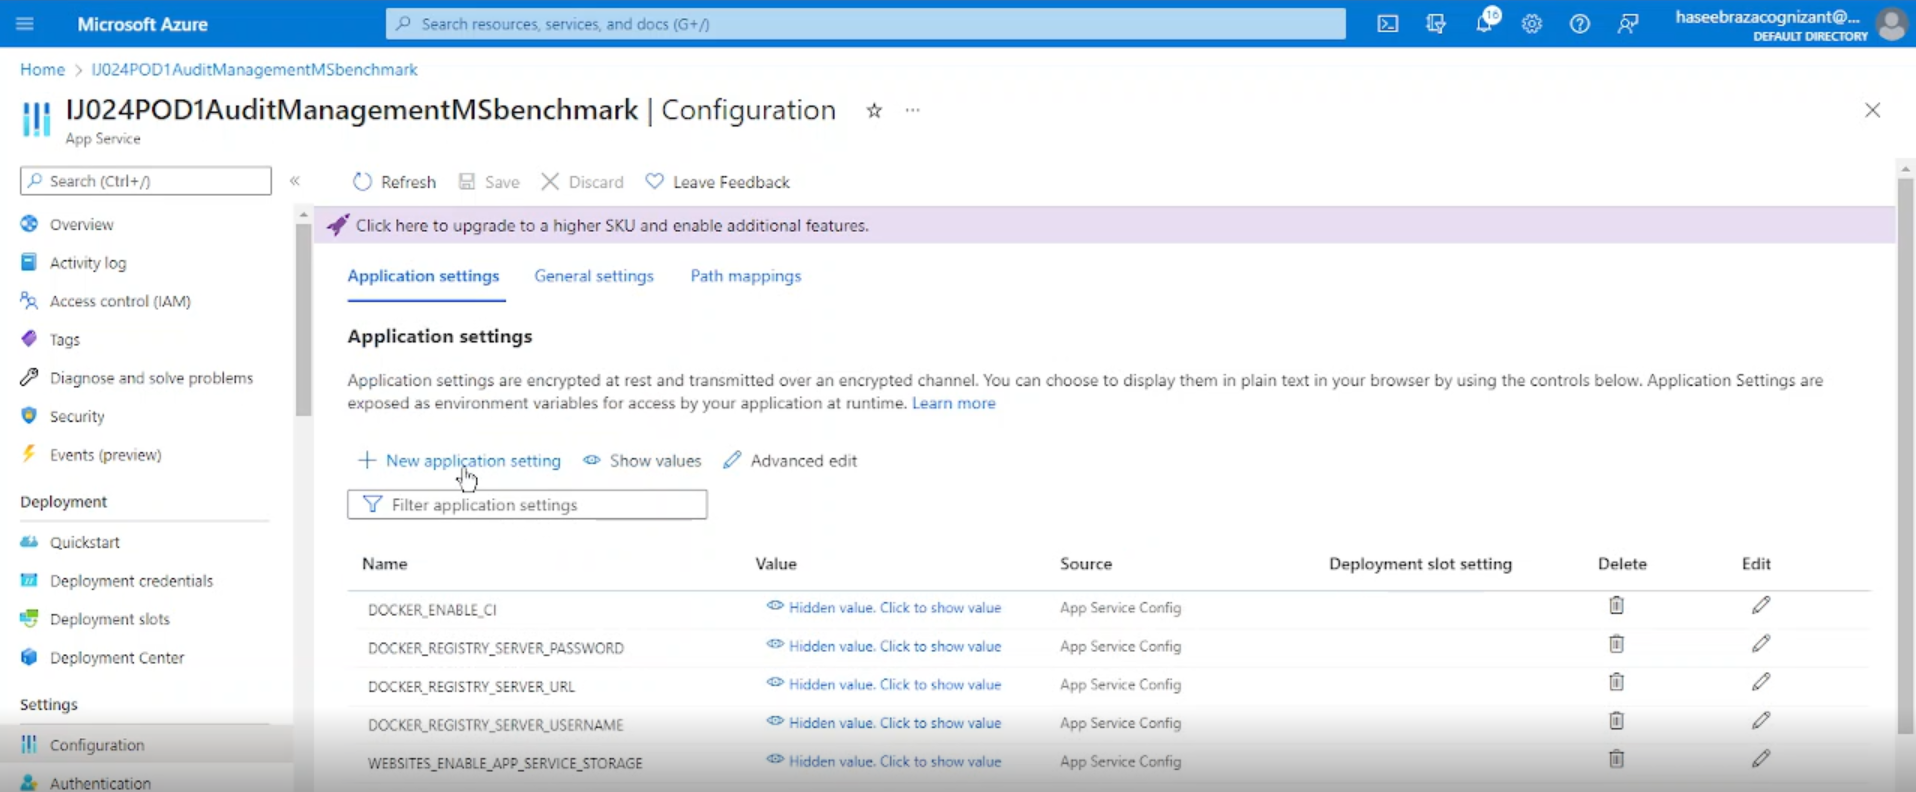 Microsoft Azure
Search resources, services, and docs (G+/)
16
haseebrazacognizant@...
DEFAULT DIRECTORY
Home > IJ024POD1AuditManagementMSbenchmark
IJ024POD1AuditManagementMSbenchmark | Configuration
App Service
Search (Ctrl+/)
«
Refresh
Save
Discard
Leave Feedback
Overview
Activity log
Access control (IAM)
Tags
Diagnose and solve problems
Security
Events (preview)
Deployment
Quickstart
Deployment credentials
Deployment slots
Deployment Center
Settings
Configuration
Authentication
Click here to upgrade to a higher SKU and enable additional features.
Application settings General settings Path mappings
Application settings
Application settings are encrypted at rest and transmitted over an encrypted channel. You can choose to display them in plain text in your browser by using the controls below. Application Settings are
exposed as environment variables for access by your application at runtime. Learn more
New application setting Show values Advanced edit
Filter application settings
Name Value Source Deployment slot setting Delete Edit
DOCKER_ENABLE_CI Hidden value. Click to show value App Service Config
DOCKER_REGISTRY_SERVER_PASSWORD Hidden value. Click to show value App Service Config
DOCKER_REGISTRY_SERVER_URL Hidden value. Click to show value App Service Config
DOCKER_REGISTRY_SERVER_USERNAME Hidden value. Click to show value App Service Config
WEBSITES_ENABLE_APP_SERVICE_STORAGE Hidden value. Click to show value App Service Config